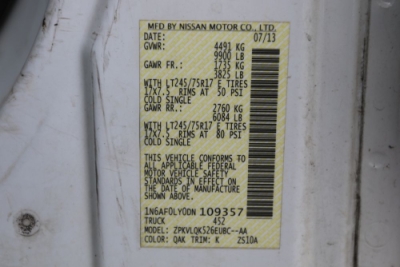 MFD BY NISSAN MOTOR CO., LTD.
DATE: 07/13
GVWR: 4491 KG
9900 LB
GAWR FR.: 1735 KG
3825 LB
WITH LT245/75R17 E TIRES
17X7.5 RIMS AT 50 PSI
COLD SINGLE
GAWR RR.: 2760 KG
6084 LB
WITH LT245/75R17 E TIRES
17X7.5 RIMS AT 80 PSI
COLD SINGLE
THIS VEHICLE CONFORMS TO
ALL APPLICABLE FEDERAL
MOTOR VEHICLE SAFETY
STANDARDS IN EFFECT ON
THE DATE OF MANUFACTURE
SHOWN ABOVE.
1N6AF0LY0DN 109357
TRUCK 452
MODEL: ZPKVLQK526EUBC--AA
COLOR: QAK TRIM: K ZS10A